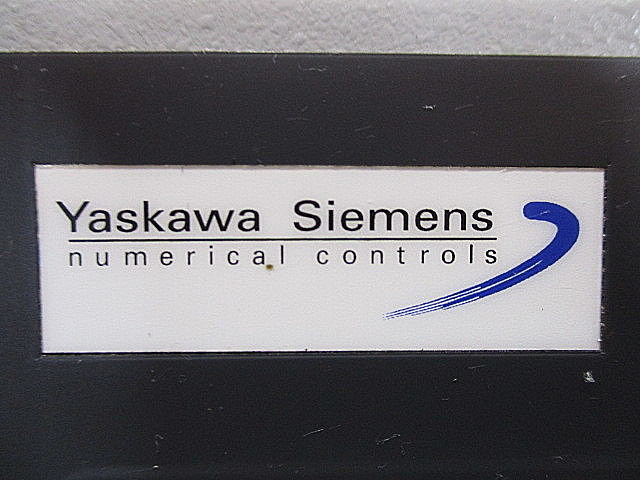 Yaskawa Siemens
numerical controls